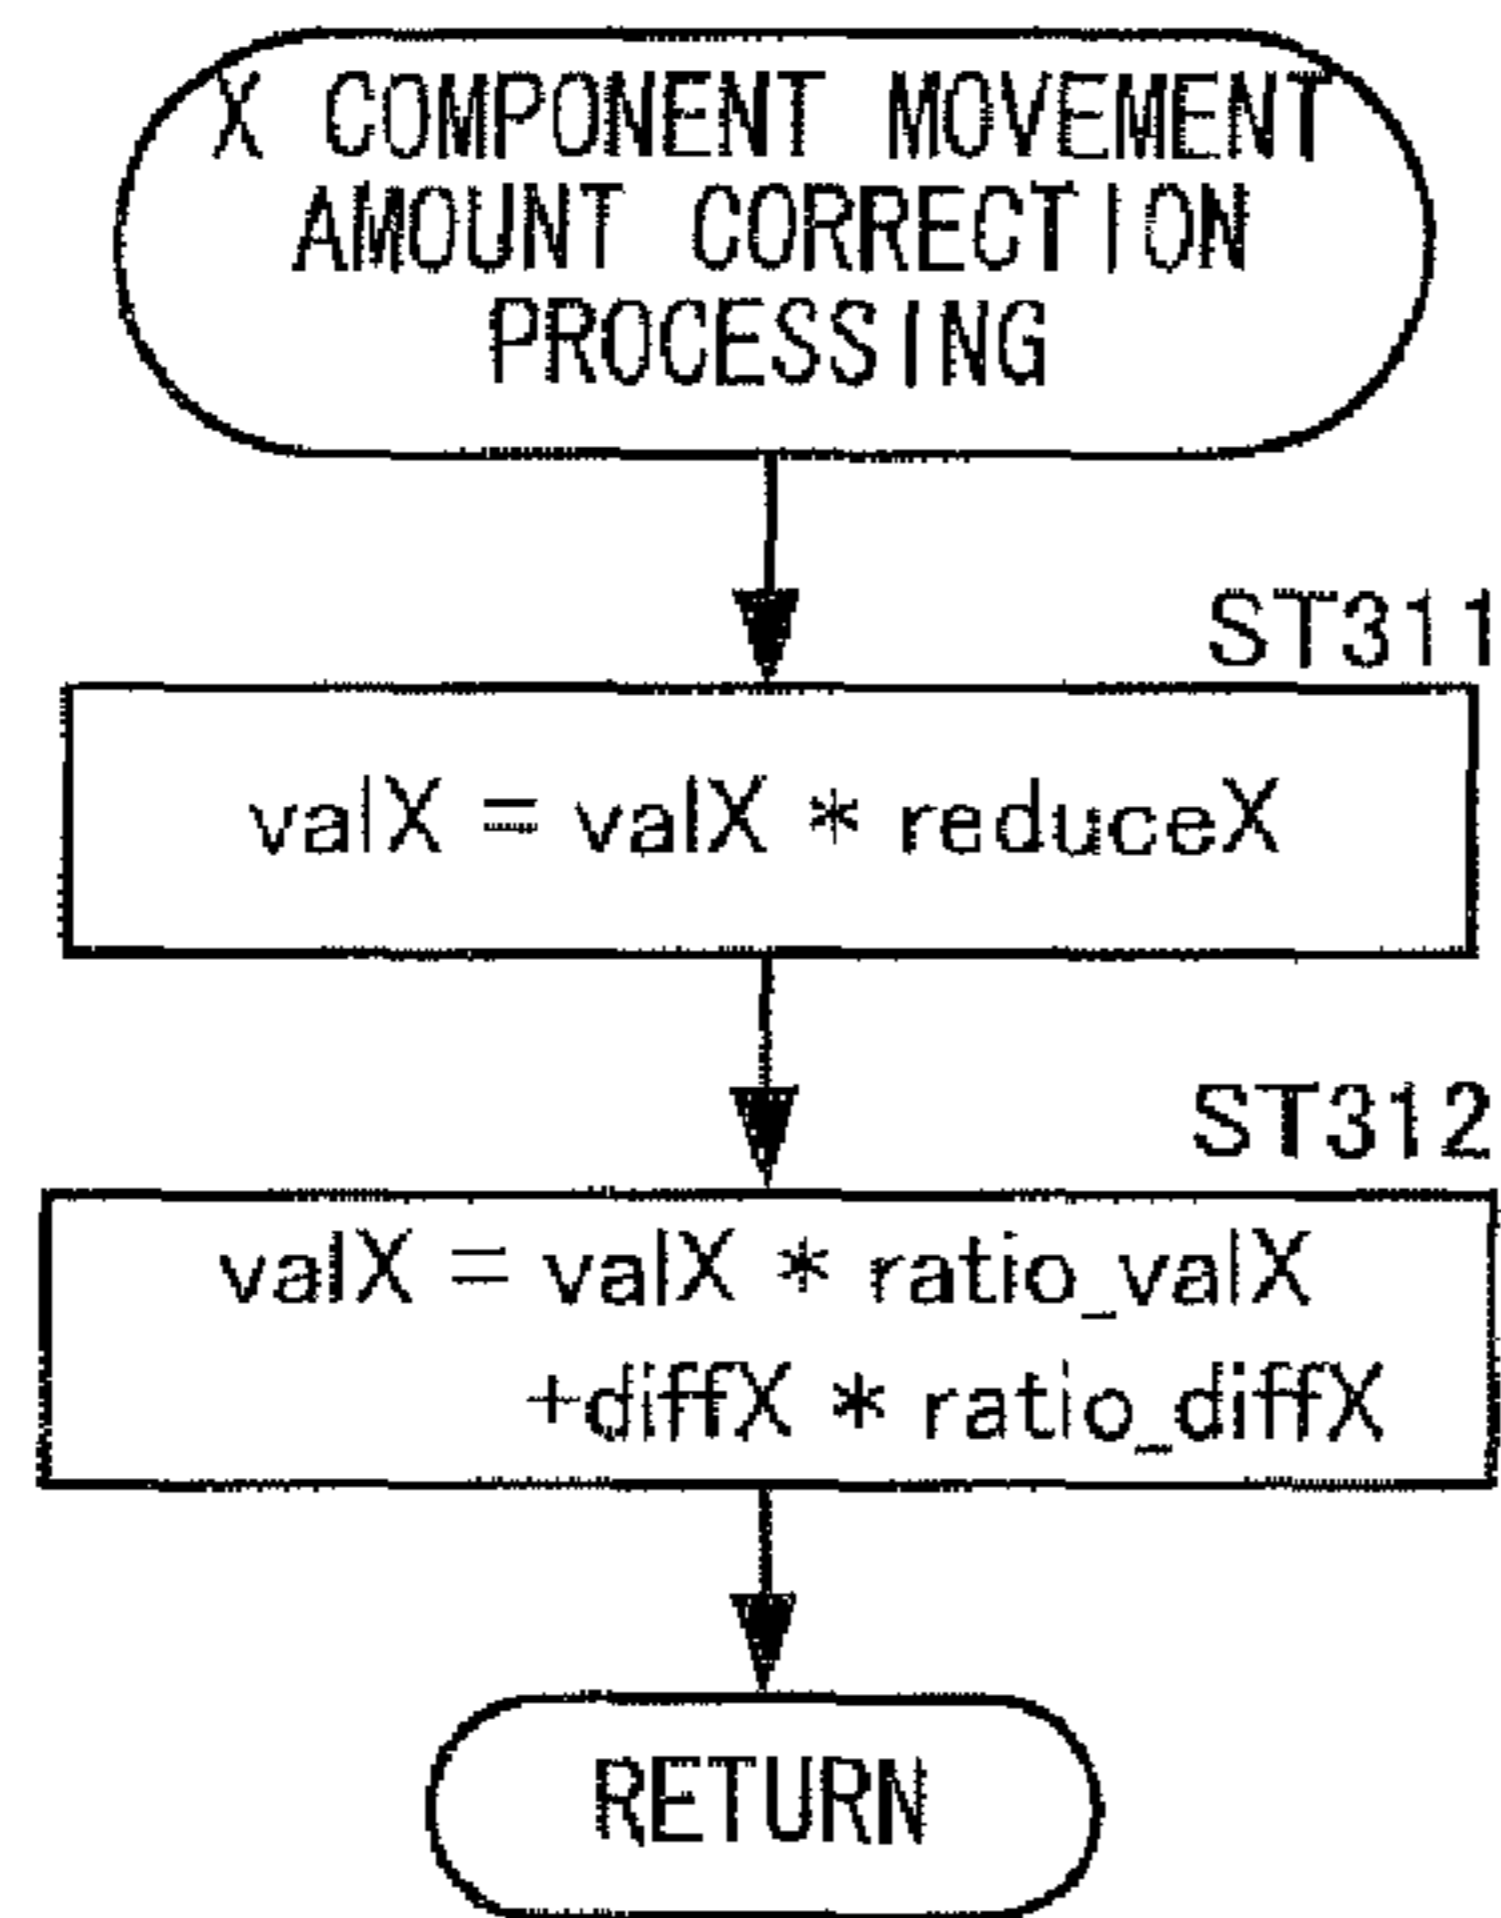 X COMPONENT MOVEMENT
AMOUNT CORRECTION
PROCESSING
ST311
valX = valX * reduceX
ST312
valX = valX * ratio_valX
+diffX * ratio_diffX
RETURN